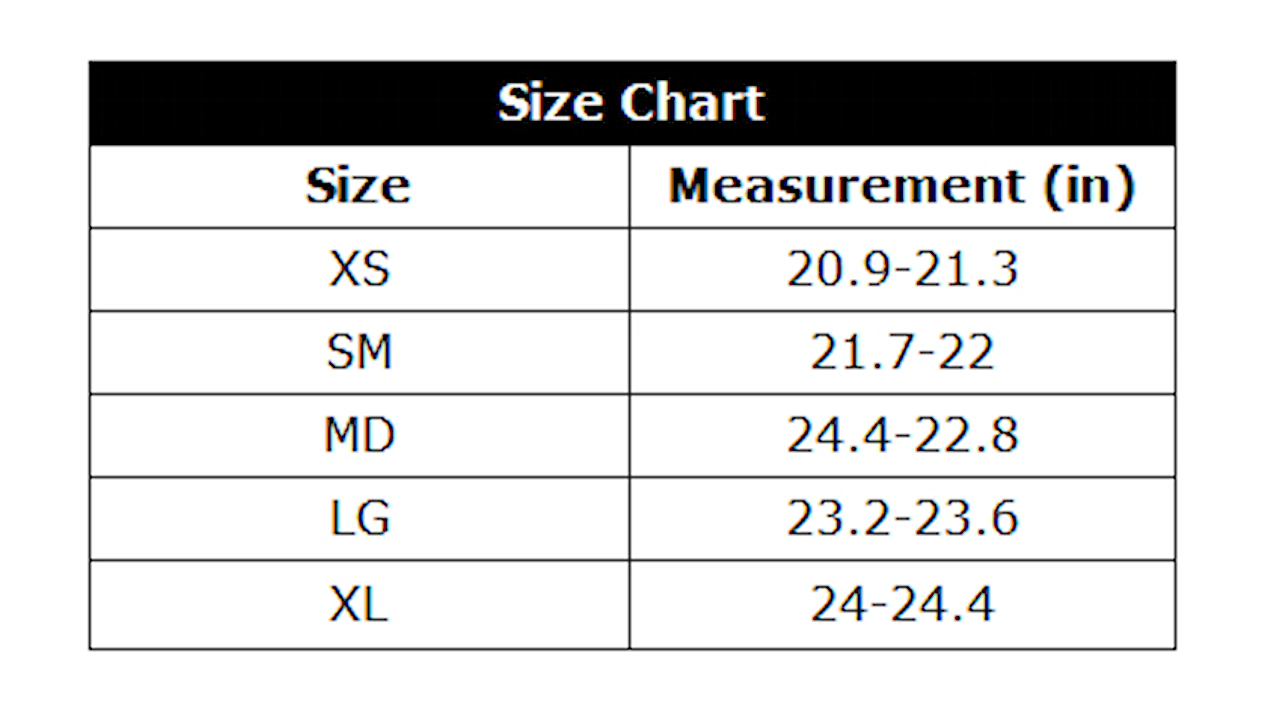 Size Chart
Size Measurement (in)
XS 20.9-21.3
SM 21.7-22
MD 24.4-22.8
LG 23.2-23.6
XL 24-24.4